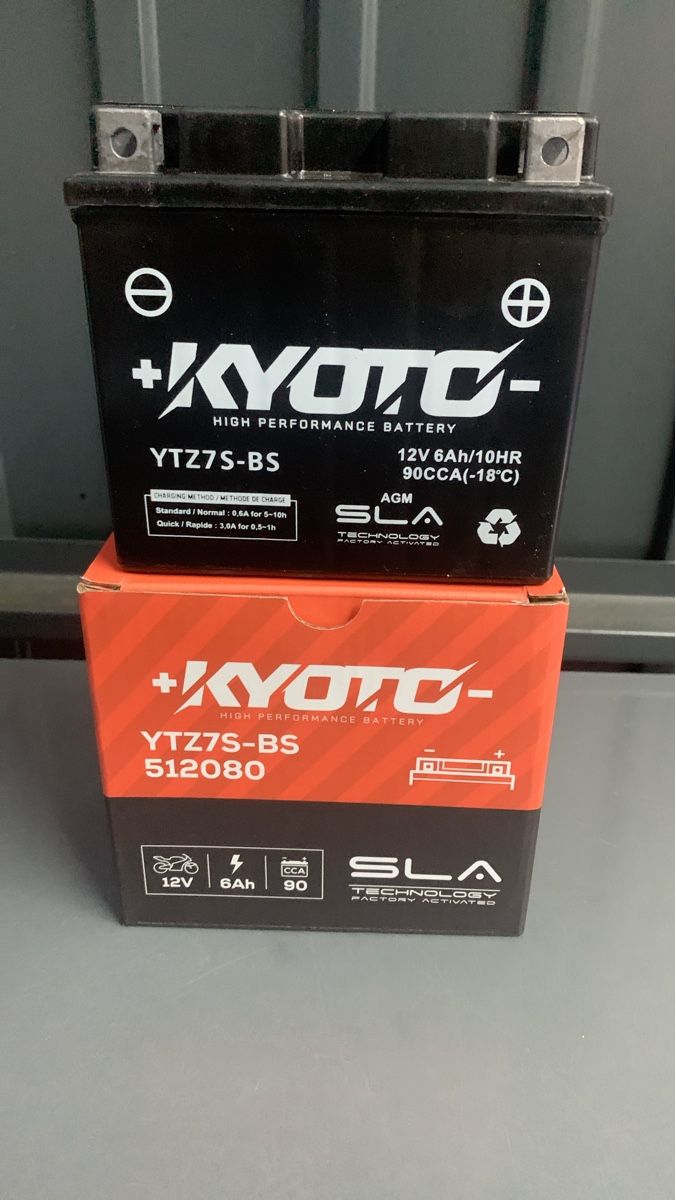 +KYOTO-
HIGH PERFORMANCE BATTERY
YTZ7S-BS
12V 6Ah/10HR
90CCA(-18°C)
CHARGING METHOD / METHODE DE CHARGE
Standard / Normal : 0,6A for 5~10h
Quick / Rapide : 3,0A for 0,5~1h
AGM
SLA
TECHNOLOGY
FACTORY ACTIVATED
+KYOTO-
HIGH PERFORMANCE BATTERY
YTZ7S-BS
512080
- +
12V
6Ah
- +
CCA
90
SLA
TECHNOLOGY
FACTORY ACTIVATED